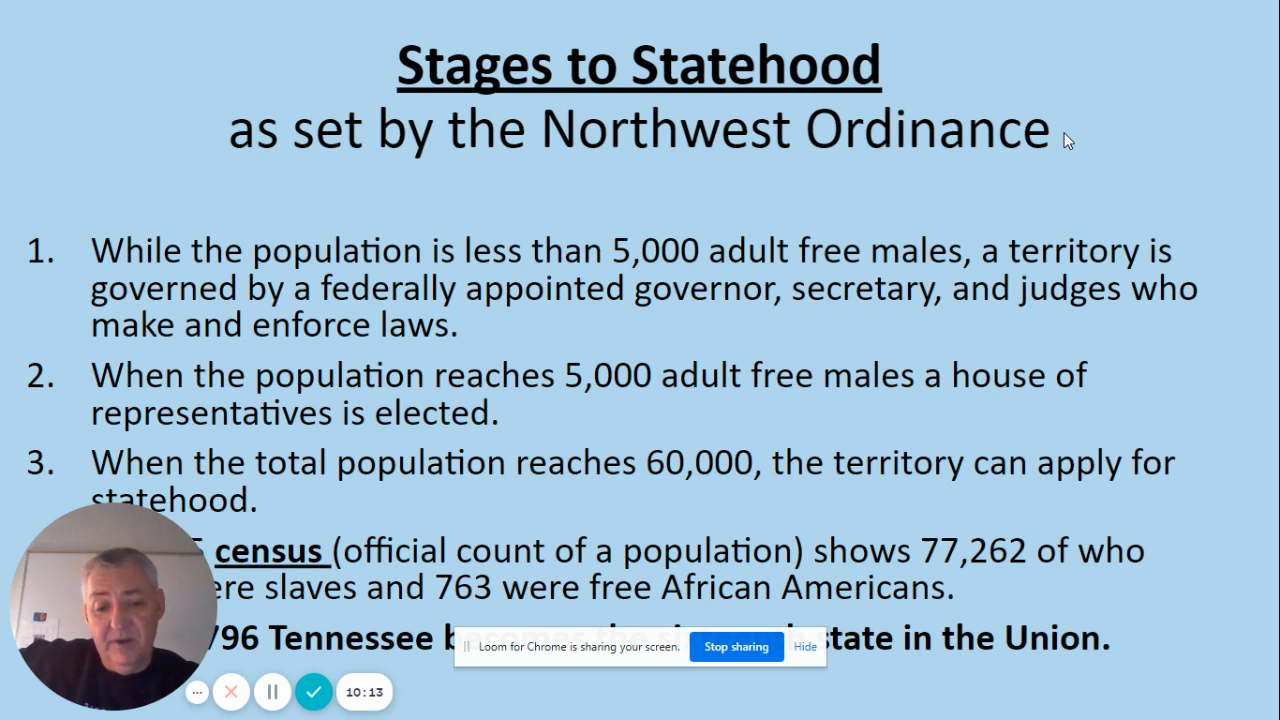 Stages to Statehood
as set by the Northwest Ordinance
1. While the population is less than 5,000 adult free males, a territory is
governed by a federally appointed governor, secretary, and judges who
make and enforce laws.
2. When the population reaches 5,000 adult free males a house of
representatives is elected.
3. When the total population reaches 60,000, the territory can apply for
statehood.
census (official count of a population) shows 77,262 of who
slaves and 763 were free African Americans.
Tennessee becomes the state in the Union.
Loom for Chrome is sharing your screen. Stop sharing Hide
10:13